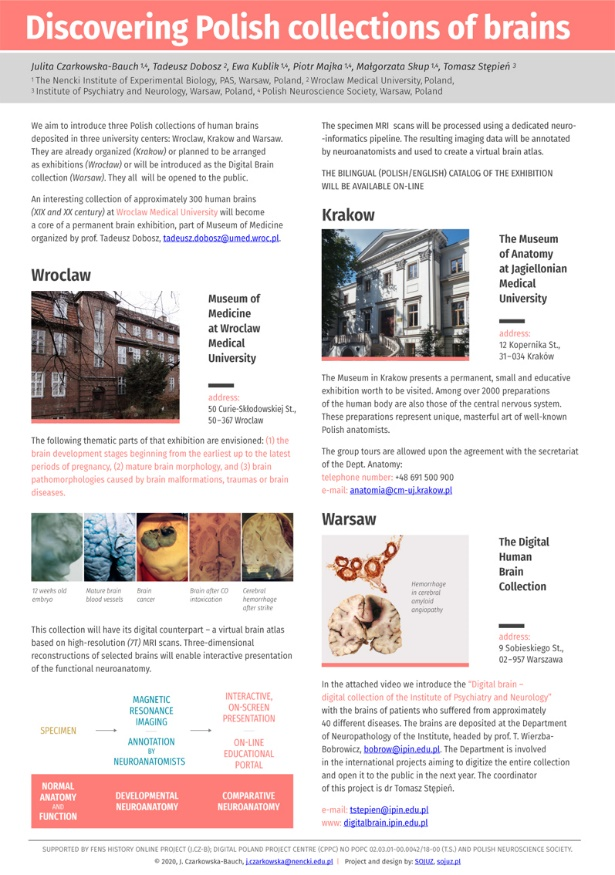 Discovering Polish collections of brains
Julita Czarkowska-Bauch 1,4, Tadeusz Dobosz 2, Ewa Kublik 1,4, Piotr Majka 1,4, Małgorzata Skup 1,4, Tomasz Stępień 3
1 The Nencki Institute of Experimental Biology, PAS, Warsaw, Poland, 2 Wroclaw Medical University, Poland,
3 Institute of Psychiatry and Neurology, Warsaw, Poland, 4 Polish Neuroscience Society, Warsaw, Poland
We aim to introduce three Polish collections of human brains
deposited in three university centers: Wroclaw, Krakow and Warsaw.
They are already organized (Krakow) or planned to be arranged
as exhibitions (Wrocław) or will be introduced as the Digital Brain
collection (Warsaw). They all will be opened to the public.
An interesting collection of approximately 300 human brains
(XIX and XX century) at Wroclaw Medical University will become
a core of a permanent brain exhibition, part of Museum of Medicine
organized by prof. Tadeusz Dobosz, tadeusz.dobosz@umed.wroc.pl.
Wroclaw
Museum of
Medicine
at Wroclaw
Medical
University
address:
50 Curie-Skłodowskiej St.,
50–367 Wroclaw
The following thematic parts of that exhibition are envisioned: (1) the
brain development stages beginning from the earliest up to the latest
periods of pregnancy, (2) mature brain morphology, and (3) brain
pathomorphologies caused by brain malformations, traumas or brain
diseases.
12 weeks old
embryo
Mature brain
blood vessels
Brain
cancer
Brain after CO
intoxication
Cerebral
hemorrhage
after strike
This collection will have its digital counterpart – a virtual brain atlas
based on high-resolution (7T) MRI scans. Three-dimensional
reconstructions of selected brains will enable interactive presentation
of the functional neuroanatomy.
SPECIMEN
MAGNETIC
RESONANCE
IMAGING
ANNOTATION
BY
NEUROANATOMISTS
INTERACTIVE,
ON-SCREEN
PRESENTATION
ON-LINE
EDUCATIONAL
PORTAL
NORMAL
ANATOMY
AND
FUNCTION
DEVELOPMENTAL
NEUROANATOMY
COMPARATIVE
NEUROANATOMY
The specimen MRI scans will be processed using a dedicated neuro-
-informatics pipeline. The resulting imaging data will be annotated
by neuroanatomists and used to create a virtual brain atlas.
THE BILINGUAL (POLISH/ENGLISH) CATALOG OF THE EXHIBITION
WILL BE AVAILABLE ON-LINE
Krakow
The Museum
of Anatomy
at Jagiellonian
Medical
University
address:
12 Kopernika St.,
31–034 Kraków
The Museum in Krakow presents a permanent, small and educative
exhibition worth to be visited. Among over 2000 preparations
of the human body are also those of the central nervous system.
These preparations represent unique, masterful art of well-known
Polish anatomists.
The group tours are allowed upon the agreement with the secretariat
of the Dept. Anatomy:
telephone number: +48 691 500 900
e-mail: anatomia@cm-uj.krakow.pl
Warsaw
Hemorrhage
in cerebral
amyloid
angiopathy
The Digital
Human
Brain
Collection
address:
9 Sobieskiego St.,
02–957 Warszawa
In the attached video we introduce the "Digital brain –
digital collection of the Institute of Psychiatry and Neurology"
with the brains of patients who suffered from approximately
40 different diseases. The brains are deposited at the Department
of Neuropathology of the Institute, headed by prof. T. Wierzba-
Bobrowicz, bobrow@ipin.edu.pl. The Department is involved
in the international projects aiming to digitize the entire collection
and open it to the public in the next year. The coordinator
of this project is dr Tomasz Stępień.
e-mail: tstepien@ipin.edu.pl
www: digitalbrain.ipin.edu.pl
SUPPORTED BY FENS HISTORY ONLINE PROJECT (J.CZ-B); DIGITAL POLAND PROJECT CENTRE (CPPC) NO POPC 02.03.01-00.0042/18-00 (T.S.) AND POLISH NEUROSCIENCE SOCIETY.
© 2020, J. Czarkowska-Bauch, j.czarkowska@nencki.edu.pl | Project and design by: SOJUZ, sojuz.pl